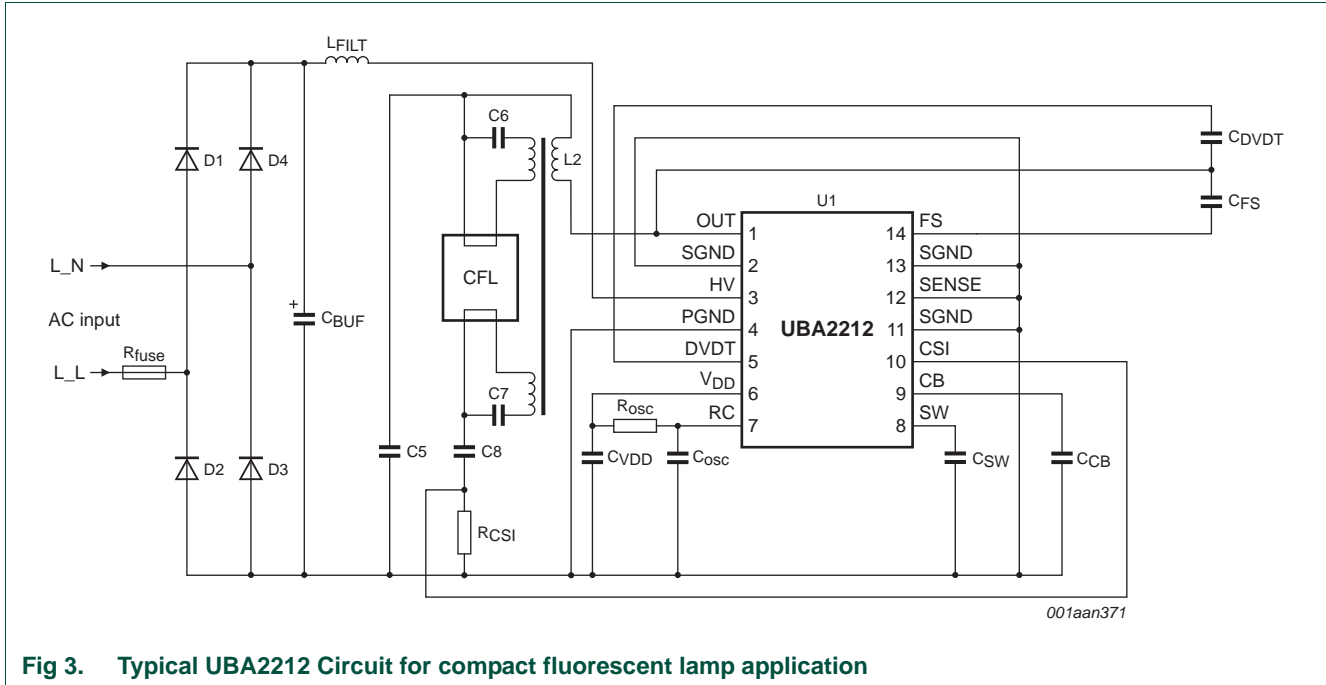 LFILT
C6
D1
D4
L2
CDVDT
CFS
U1
OUT
1
14
FS
SGND
2
13
SGND
HV
3
12
SENSE
PGND
4
UBA2212
11
SGND
DVDT
5
10
CSI
VDD
6
9
CB
RC
7
8
SW
L_N
CFL
AC input
+
CBUF
Rfuse
L_L
C7
Rosc
D2
D3
C5
C8
CVDD
Cosc
CSW
CCB
RCSI
001aan371
Fig 3. Typical UBA2212 Circuit for compact fluorescent lamp application